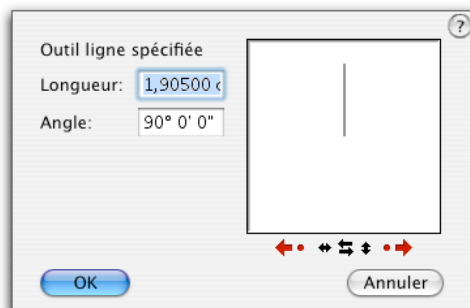 ?
Outil ligne spécifiée
Longueur: 1,90500 c
Angle: 90° 0' 0"
OK
Annuler